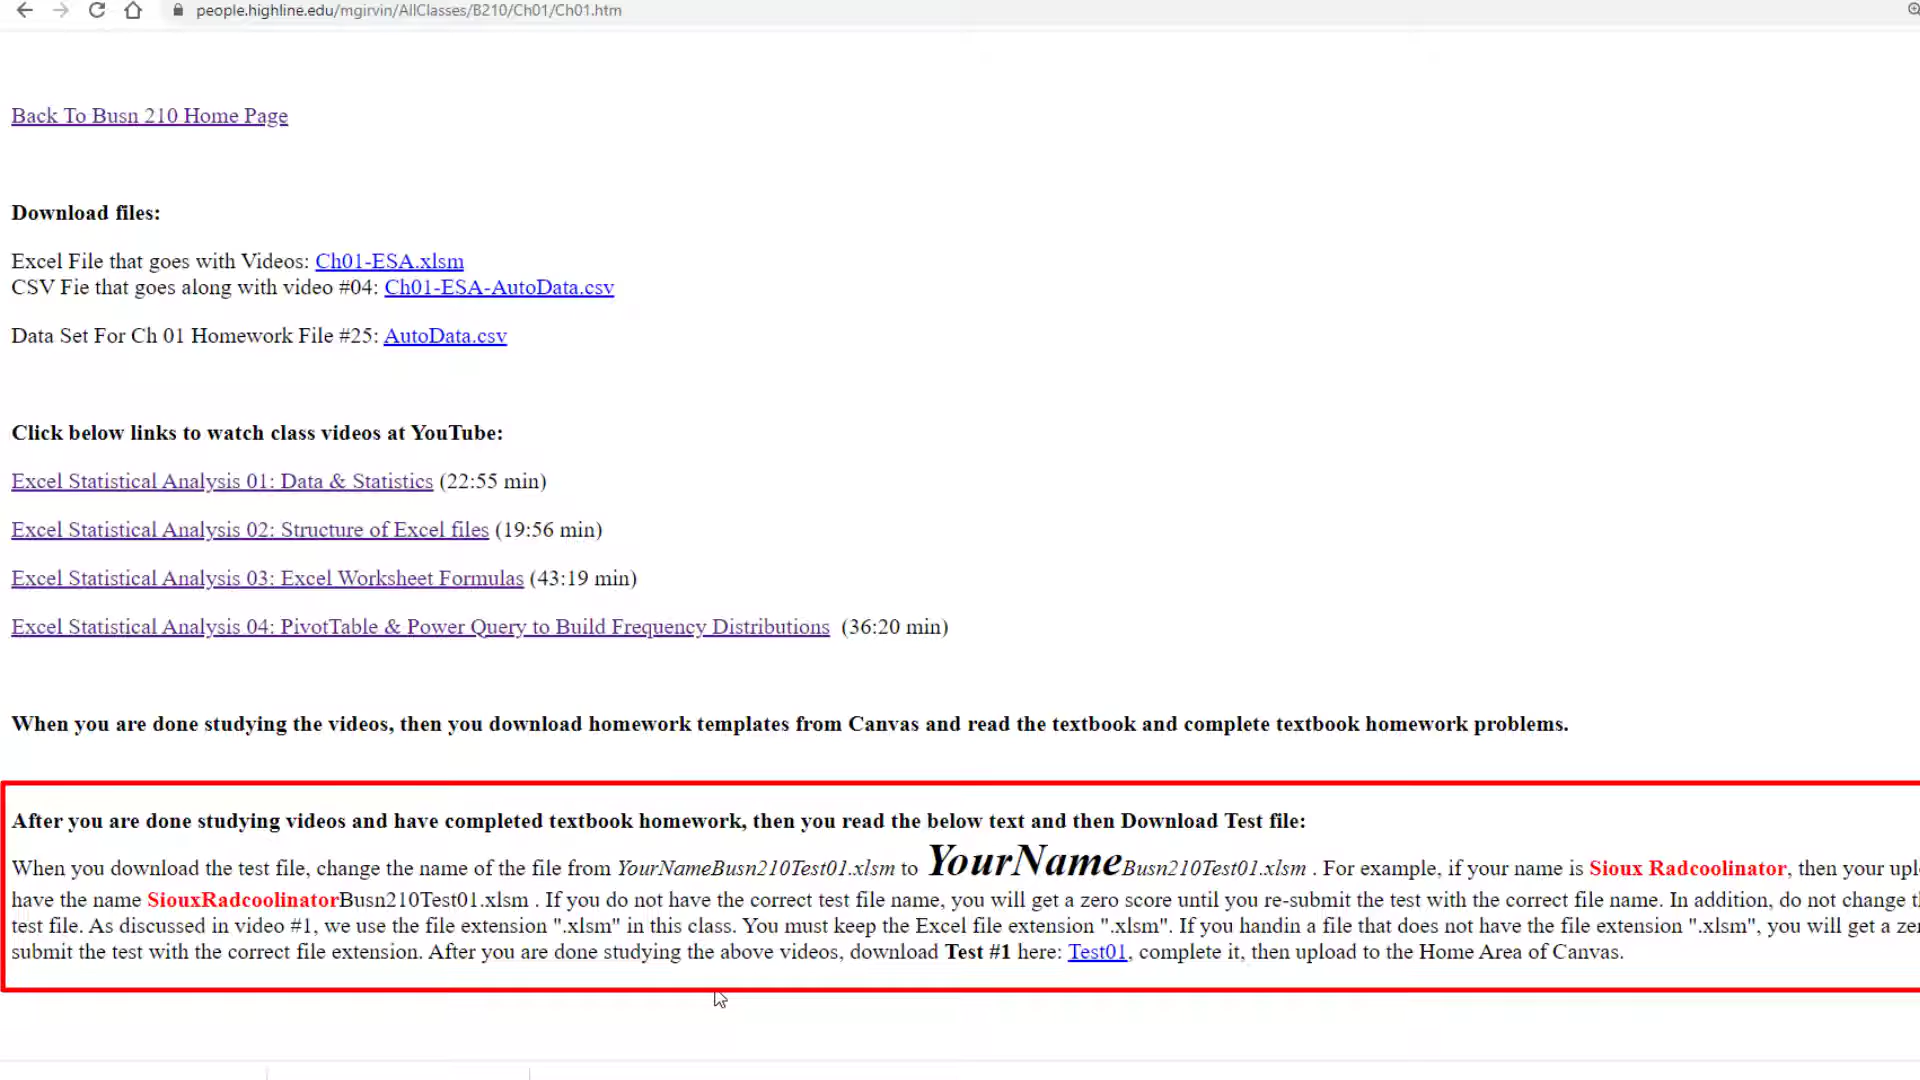 people.highline.edu/mgirvin/AllClasses/B210/Ch01/Ch01.htm
Back To Busn 210 Home Page
Download files:
Excel File that goes with Videos: Ch01-ESA.xlsm
CSV Fie that goes along with video #04: Ch01-ESA-AutoData.csv
Data Set For Ch 01 Homework File #25: AutoData.csv
Click below links to watch class videos at YouTube:
Excel Statistical Analysis 01: Data & Statistics (22:55 min)
Excel Statistical Analysis 02: Structure of Excel files (19:56 min)
Excel Statistical Analysis 03: Excel Worksheet Formulas (43:19 min)
Excel Statistical Analysis 04: PivotTable & Power Query to Build Frequency Distributions (36:20 min)
When you are done studying the videos, then you download homework templates from Canvas and read the textbook and complete textbook homework problems.
After you are done studying videos and have completed textbook homework, then you read the below text and then Download Test file:
When you download the test file, change the name of the file from YourNameBusn210Test01.xlsm to YourNameBusn210Test01.xlsm . For example, if your name is Sioux Radcoolinator, then your uplo
have the name SiouxRadcoolinatorBusn210Test01.xlsm . If you do not have the correct test file name, you will get a zero score until you re-submit the test with the correct file name. In addition, do not change t
test file. As discussed in video #1, we use the file extension ".xlsm" in this class. You must keep the Excel file extension ".xlsm". If you handin a file that does not have the file extension ".xlsm", you will get a ze
submit the test with the correct file extension. After you are done studying the above videos, download Test #1 here: Test01, complete it, then upload to the Home Area of Canvas.